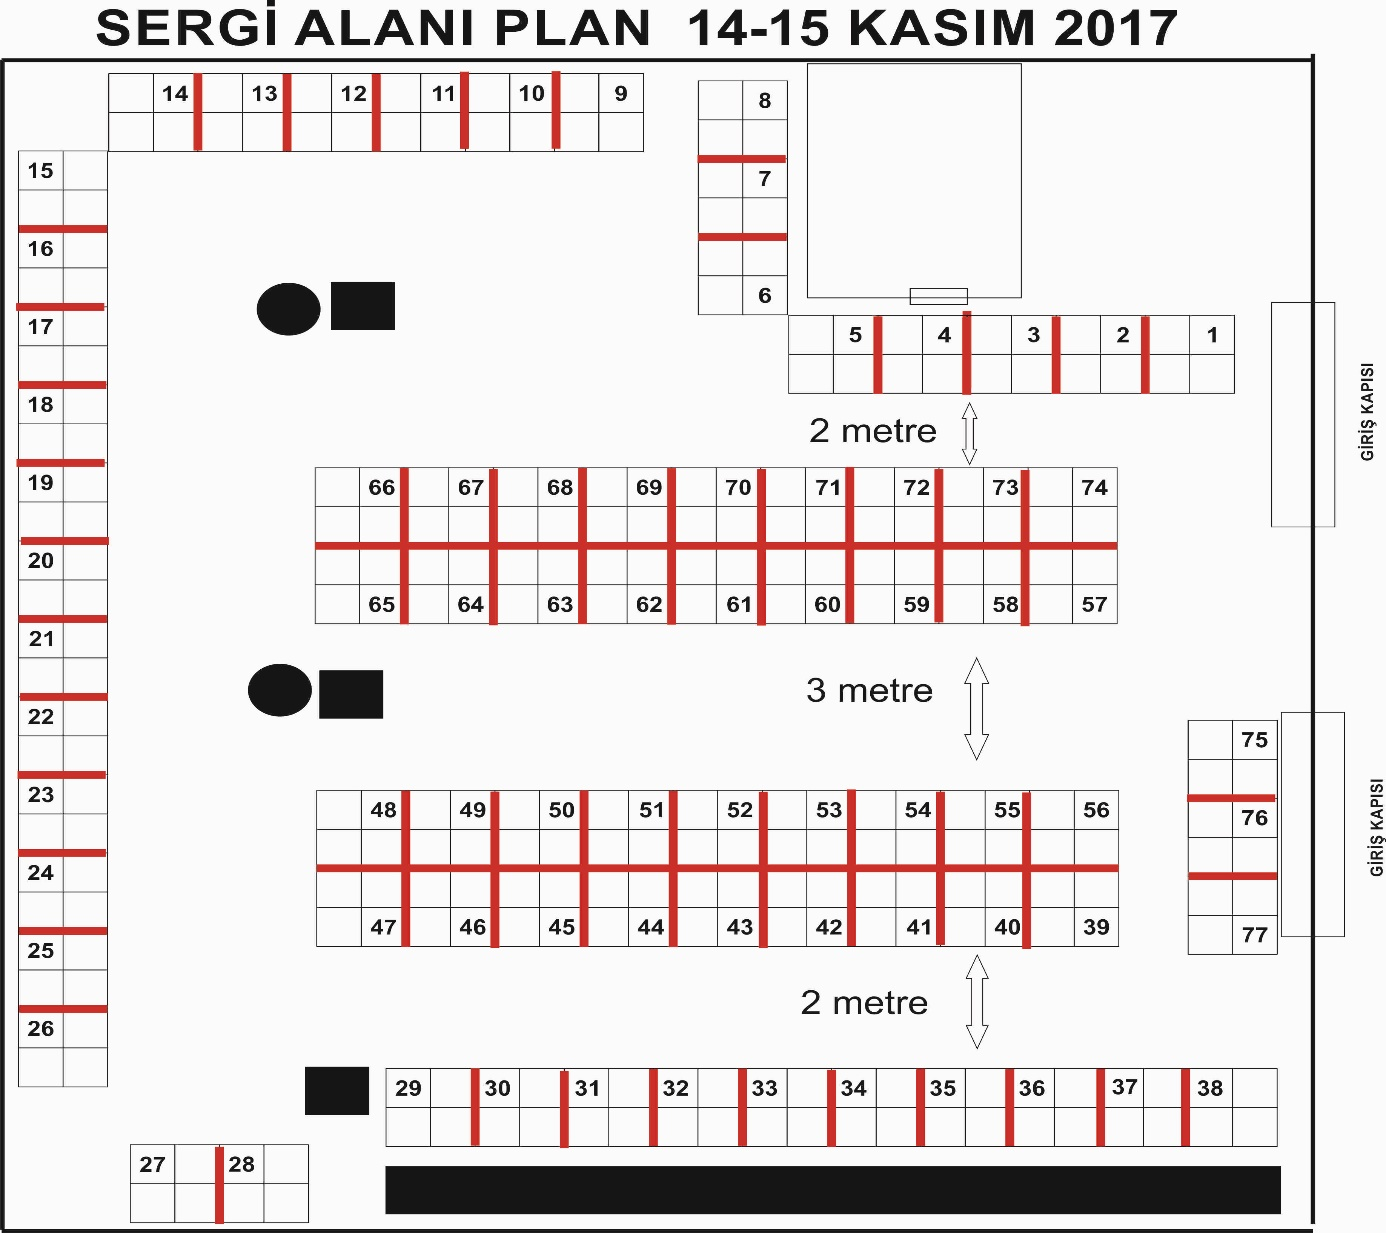 SERGİ ALANI PLAN 14-15 KASIM 2017
14 13 12 11 10 9
8
7
6
5 4 3 2 1
15
16
17
18
19
20
21
22
23
24
25
26
GİRİŞ KAPISI
2 metre
66 67 68 69 70 71 72 73 74
65 64 63 62 61 60 59 58 57
3 metre
75
76
77
GİRİŞ KAPISI
48 49 50 51 52 53 54 55 56
47 46 45 44 43 42 41 40 39
2 metre
29 30 31 32 33 34 35 36 37 38
27 28